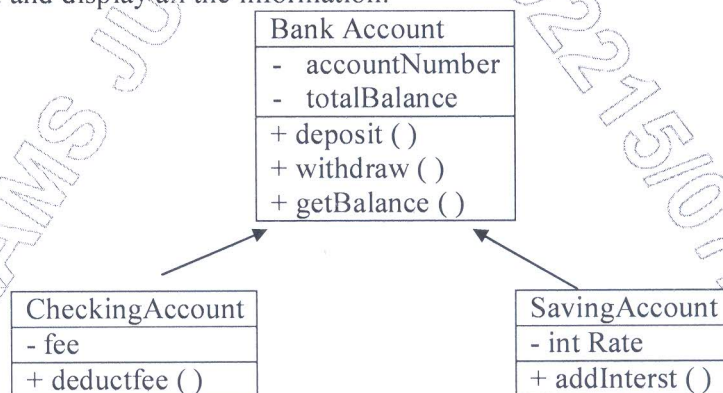 and display all the information.
Bank Account
- accountNumber
- totalBalance
+ deposit ( )
+ withdraw ( )
+ getBalance ( )
CheckingAccount
- fee
+ deductfee ( )
SavingAccount
- int Rate
+ addInterst ( )